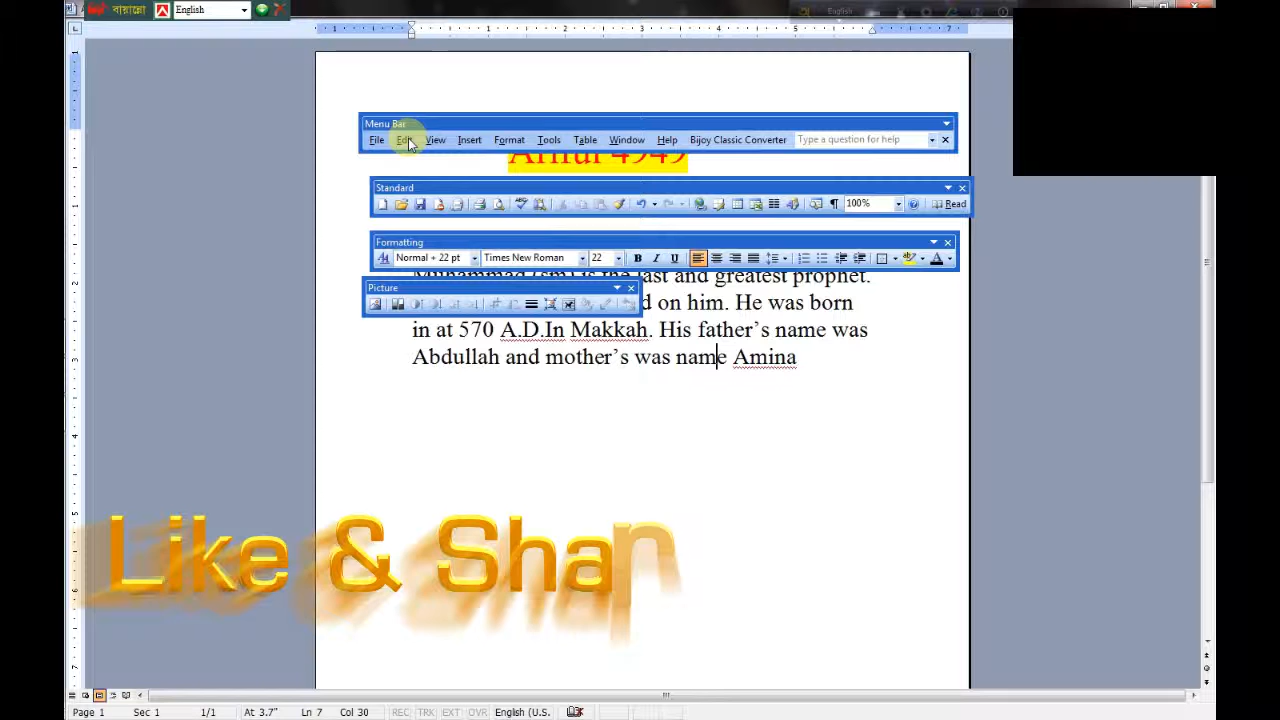 বায়ান্নো English
English
Menu Bar
File Edit View Insert Format Tools Table Window Help Bijoy Classic Converter Type a question for help
Arif
4949
Standard
100% Read
Formatting
Normal + 22 pt Times New Roman 22 B I U
Muhammad (sm) is the last and greatest prophet.
Picture
d on him. He was born
in at 570 A.D.In Makkah. His father’s name was
Abdullah and mother’s was name Amina
Like & Shar
Page 1 Sec 1 1/1 At 3.7" Ln 7 Col 30 REC TRK EXT OVR English (U.S.